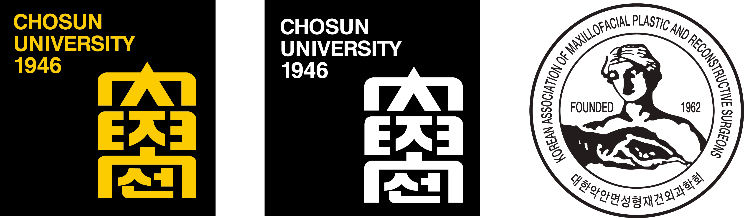 CHOSUN
UNIVERSITY
1946
CHOSUN
UNIVERSITY
1946
KOREAN ASSOCIATION OF MAXILLOFACIAL PLASTIC AND RECONSTRUCTIVE SURGEONS
FOUNDED 1962
대한악안면성형재건외과학회